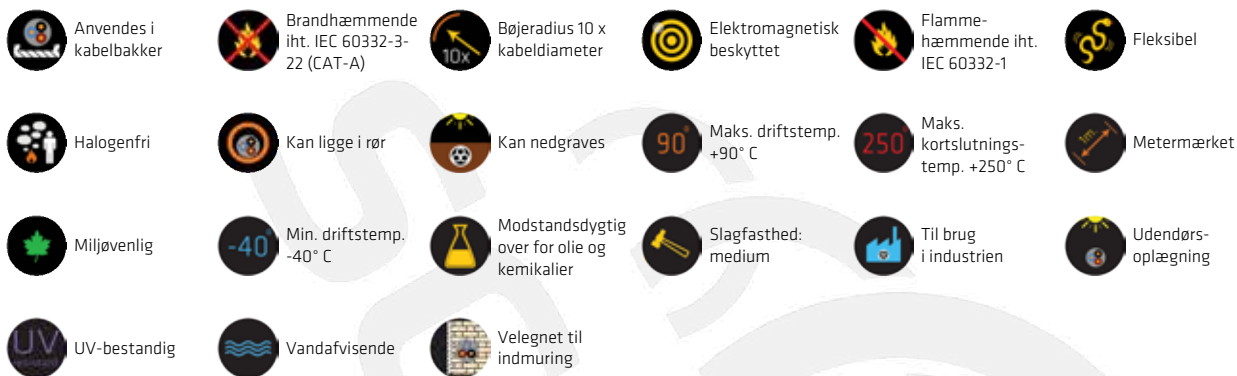 Anvendes i
kabelbakker
Brandhæmmende
iht. IEC 60332-3-
22 (CAT-A)
10x
Bøjeradius 10 x
kabeldiameter
Elektromagnetisk
beskyttet
Flamme-
hæmmende iht.
IEC 60332-1
Fleksibel
Halogenfri
Kan ligge i rør
Kan nedgraves
90°
Maks. driftstemp.
+90° C
250°
Maks.
kortslutnings-
temp. +250° C
1m.
Metermærket
Miljøvenlig
-40°
Min. driftstemp.
-40° C
Modstandsdygtig
over for olie og
kemikalier
Slagfasthed:
medium
Til brug
i industrien
Udendørs-
oplægning
UV
UV-bestandig
Vandafvisende
Velegnet til
indmuring